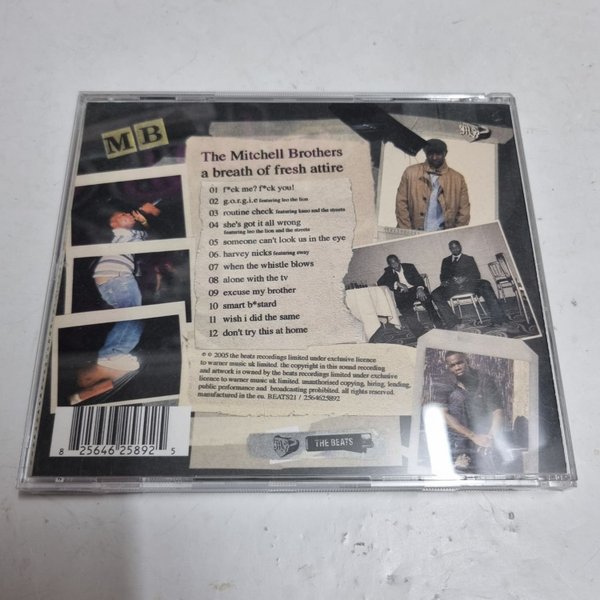 MB
The Mitchell Brothers
a breath of fresh attire
01 f*ck me? f*ck you!
02 g.o.r.g.i.e featuring leo the lion
03 routine check featuring kano and the streets
04 she's got it all wrong
featuring leo the lion and the streets
05 someone can't look us in the eye
06 harvey nicks featuring sway
07 when the whistle blows
08 alone with the tv
09 excuse my brother
10 smart b*stard
11 wish i did the same
12 don't try this at home
℗ © 2005 the beats recordings limited under exclusive licence
to warner music uk limited. the copyright in this sound recording
and artwork is owned by the beats recordings limited under exclusive
licence to warner music uk limited. unauthorised copying, hiring, lending,
public performance and broadcasting prohibited. all rights reserved.
manufactured in the eu. BEATS21 / 2564625892
8 25646 25892 5
THE BEATS